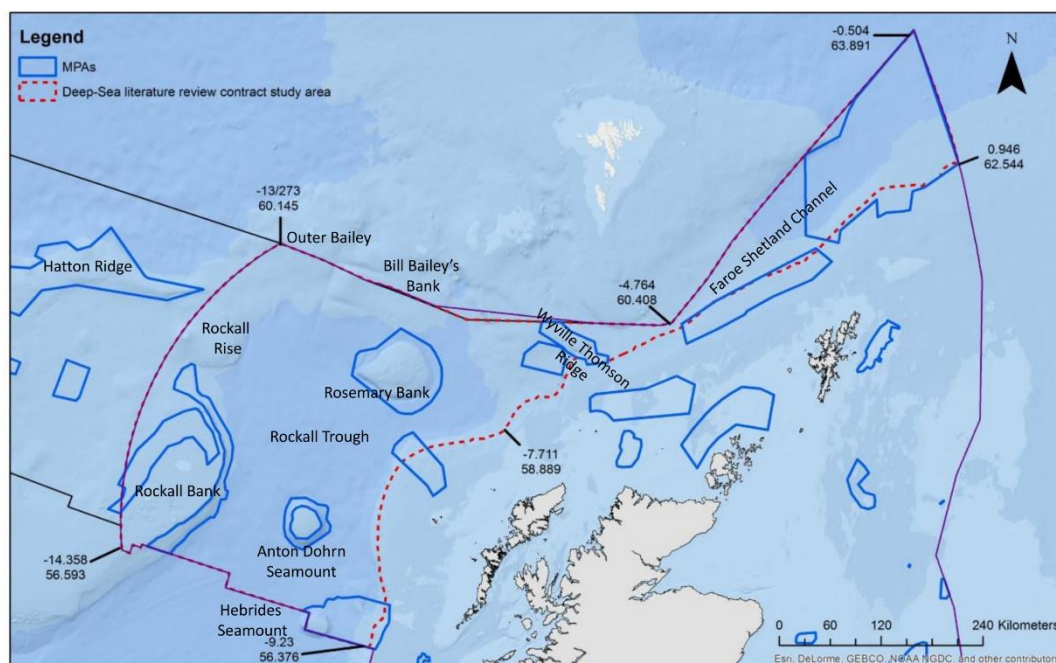 Legend
MPAs
Deep-Sea literature review contract study area
-0.504
63.891
N
0.946
62.544
-13/273
60.145
Outer Bailey
Hatton Ridge
Bill Bailey's
Bank
Faroe Shetland Channel
-4.764
60.408
Rockall
Rise
Wyville Thomson
Ridge
Rosemary Bank
Rockall Trough
-7.711
58.889
Rockall Bank
-14.358
56.593
Anton Dohrn
Seamount
Hebrides
Seamount
-9.23
56.376
0 60 120 240 Kilometers
Esri, DeLorme, GEBCO, NOAA NGDC, and other contributors